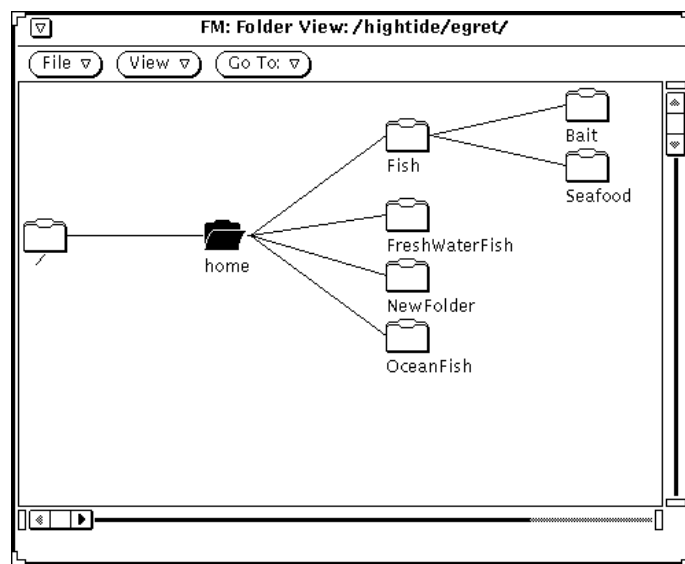 FM: Folder View: /hightide/egret/
File View Go To:
Bait
Fish
Seafood
FreshWaterFish
/
home
NewFolder
OceanFish